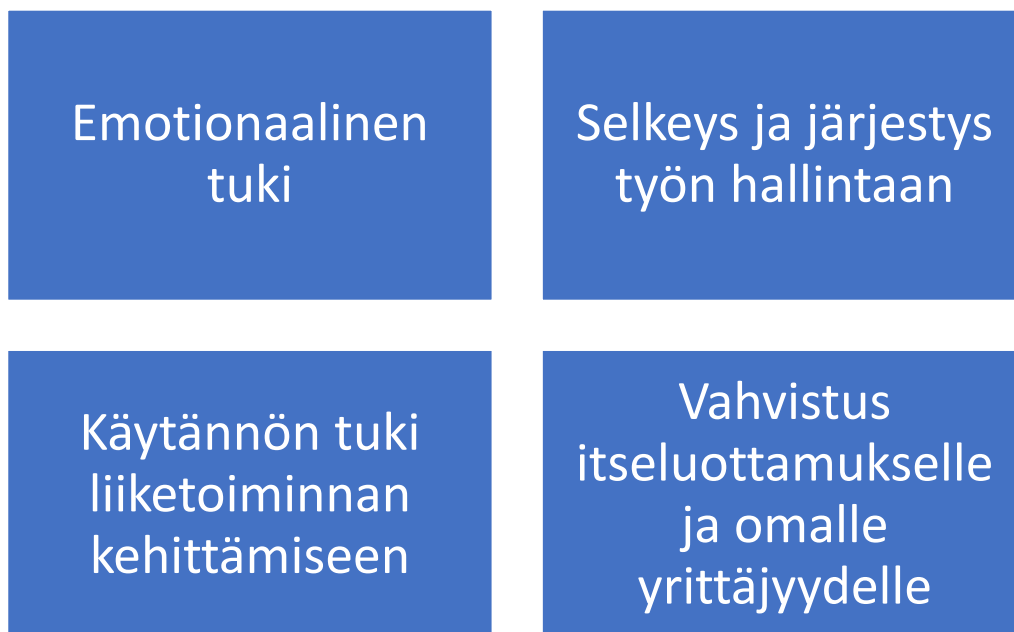 Emotionaalinen
tuki
Selkeys ja järjestys
työn hallintaan
Käytännön tuki
liiketoiminnan
kehittämiseen
Vahvistus
itseluottamukselle
ja omalle
yrittäjyydelle